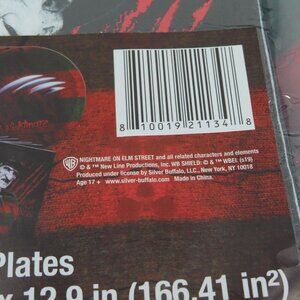 8 10019 21134 8
WB NIGHTMARE ON ELM STREET and all related characters and elements
© & ™ New Line Productions, Inc. WB SHIELD: © & ™ WBEI. (s19)
Produced under license by Silver Buffalo, LLC., New York, NY, 10018
Age 17 + www.silver-buffalo.com Made in China.
Plates
x 12.9 in (166.41 in²)